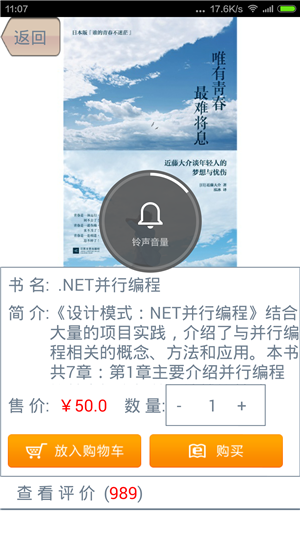 11:07 ... 17.6K/s
返回
日本版「谁的青春不迷茫」
唯有青春
最难将息
近藤大介谈年轻人的
梦想与忧伤
铃声音量
书 名: .NET并行编程
简 介:《设计模式：NET并行编程》结合
大量的项目实践，介绍了与并行编
程相关的概念、方法和应用。本书
共7章：第1章主要介绍并行编程
售 价: ￥50.0 数 量: - 1 +
放入购物车 购买
查 看 评 价 (989)